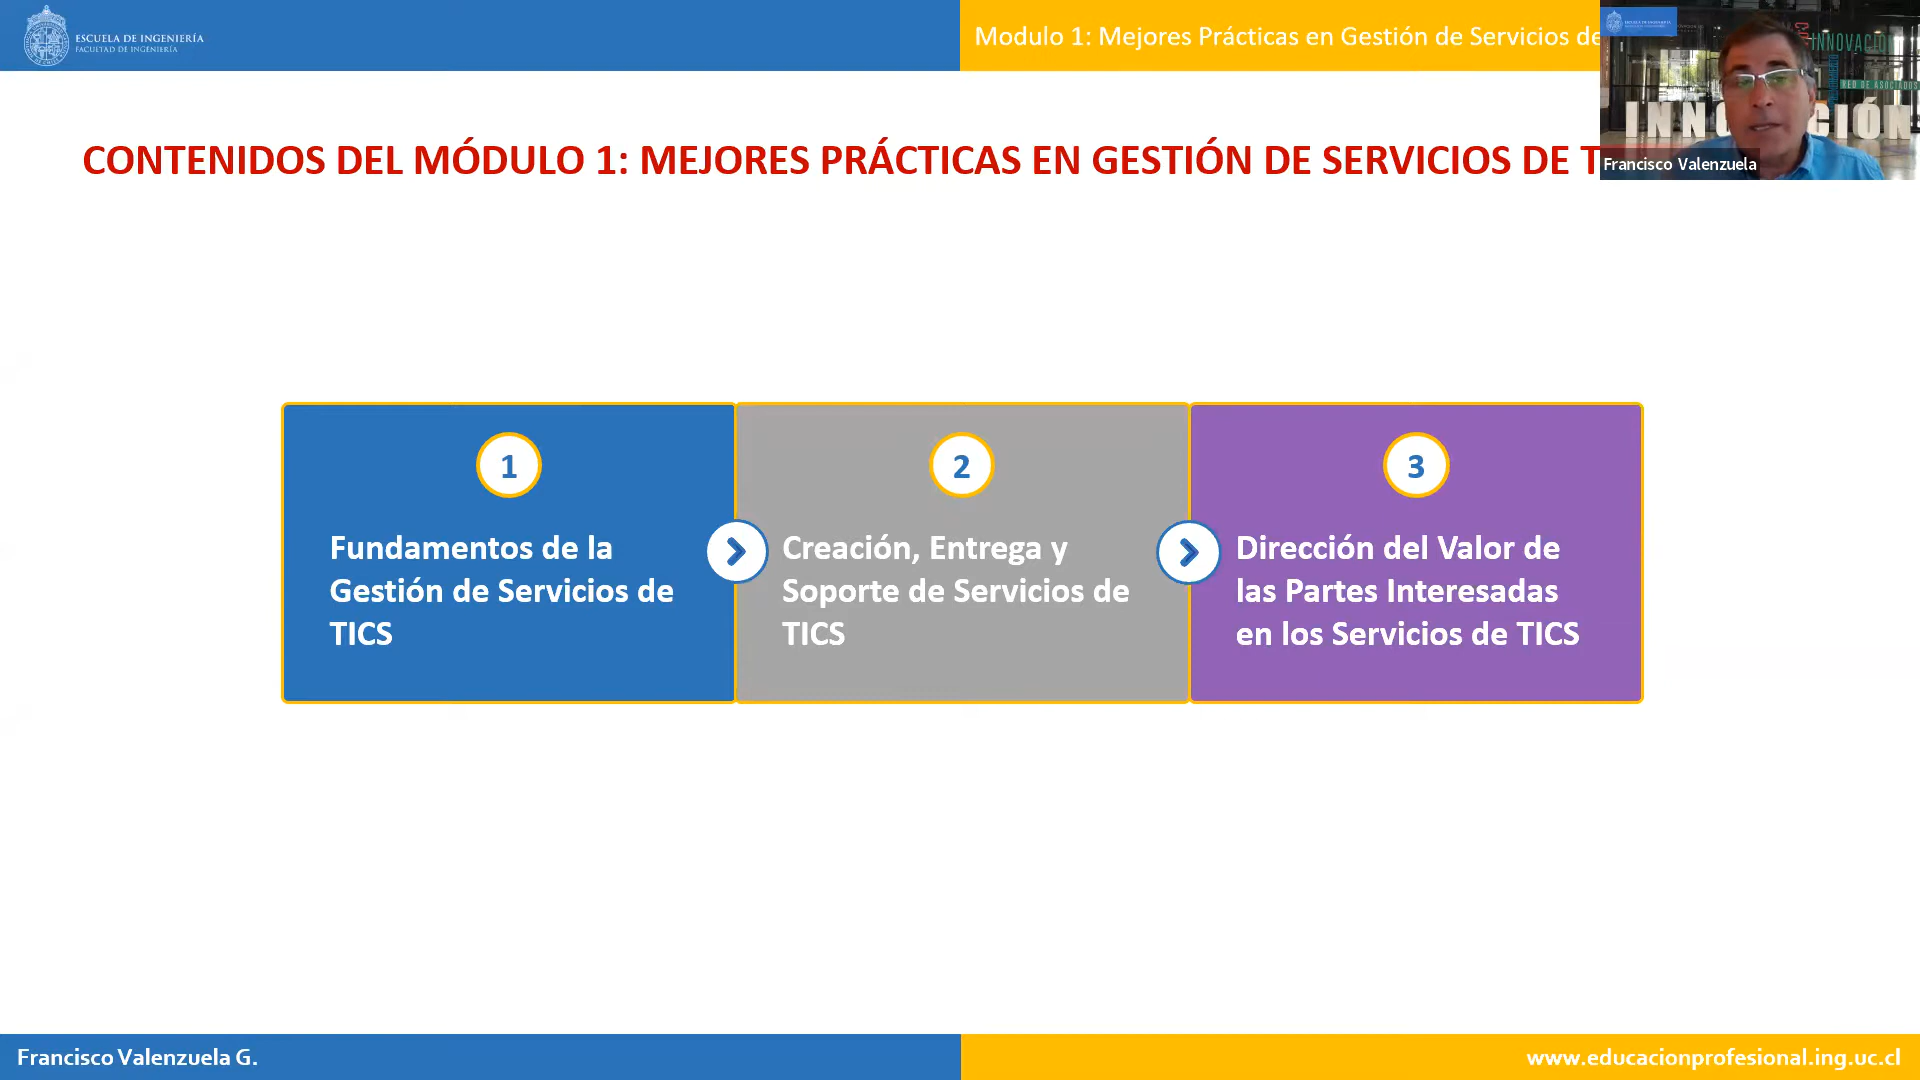 ESCUELA DE INGENIERÍA
FACULTAD DE INGENIERÍA
Modulo 1: Mejores Prácticas en Gestión de Servicios de
INNOVACIÓN
RED DE ASOCIADOS
Francisco Valenzuela
CONTENIDOS DEL MÓDULO 1: MEJORES PRÁCTICAS EN GESTIÓN DE SERVICIOS DE T
1
Fundamentos de la
Gestión de Servicios de
TICS
2
Creación, Entrega y
Soporte de Servicios de
TICS
3
Dirección del Valor de
las Partes Interesadas
en los Servicios de TICS
Francisco Valenzuela G.
www.educacionprofesional.ing.uc.cl